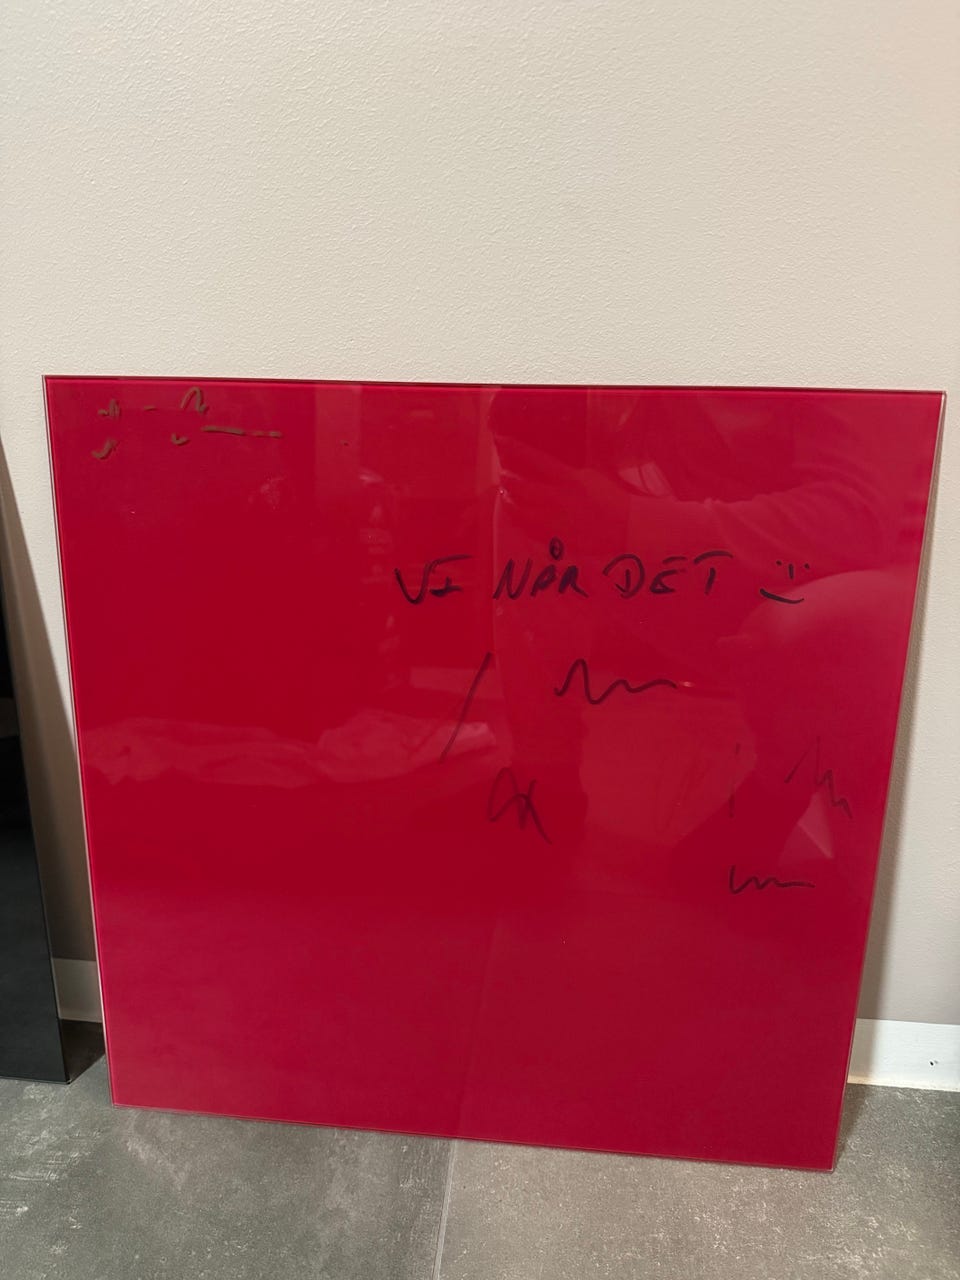 VI NÅR DET :)